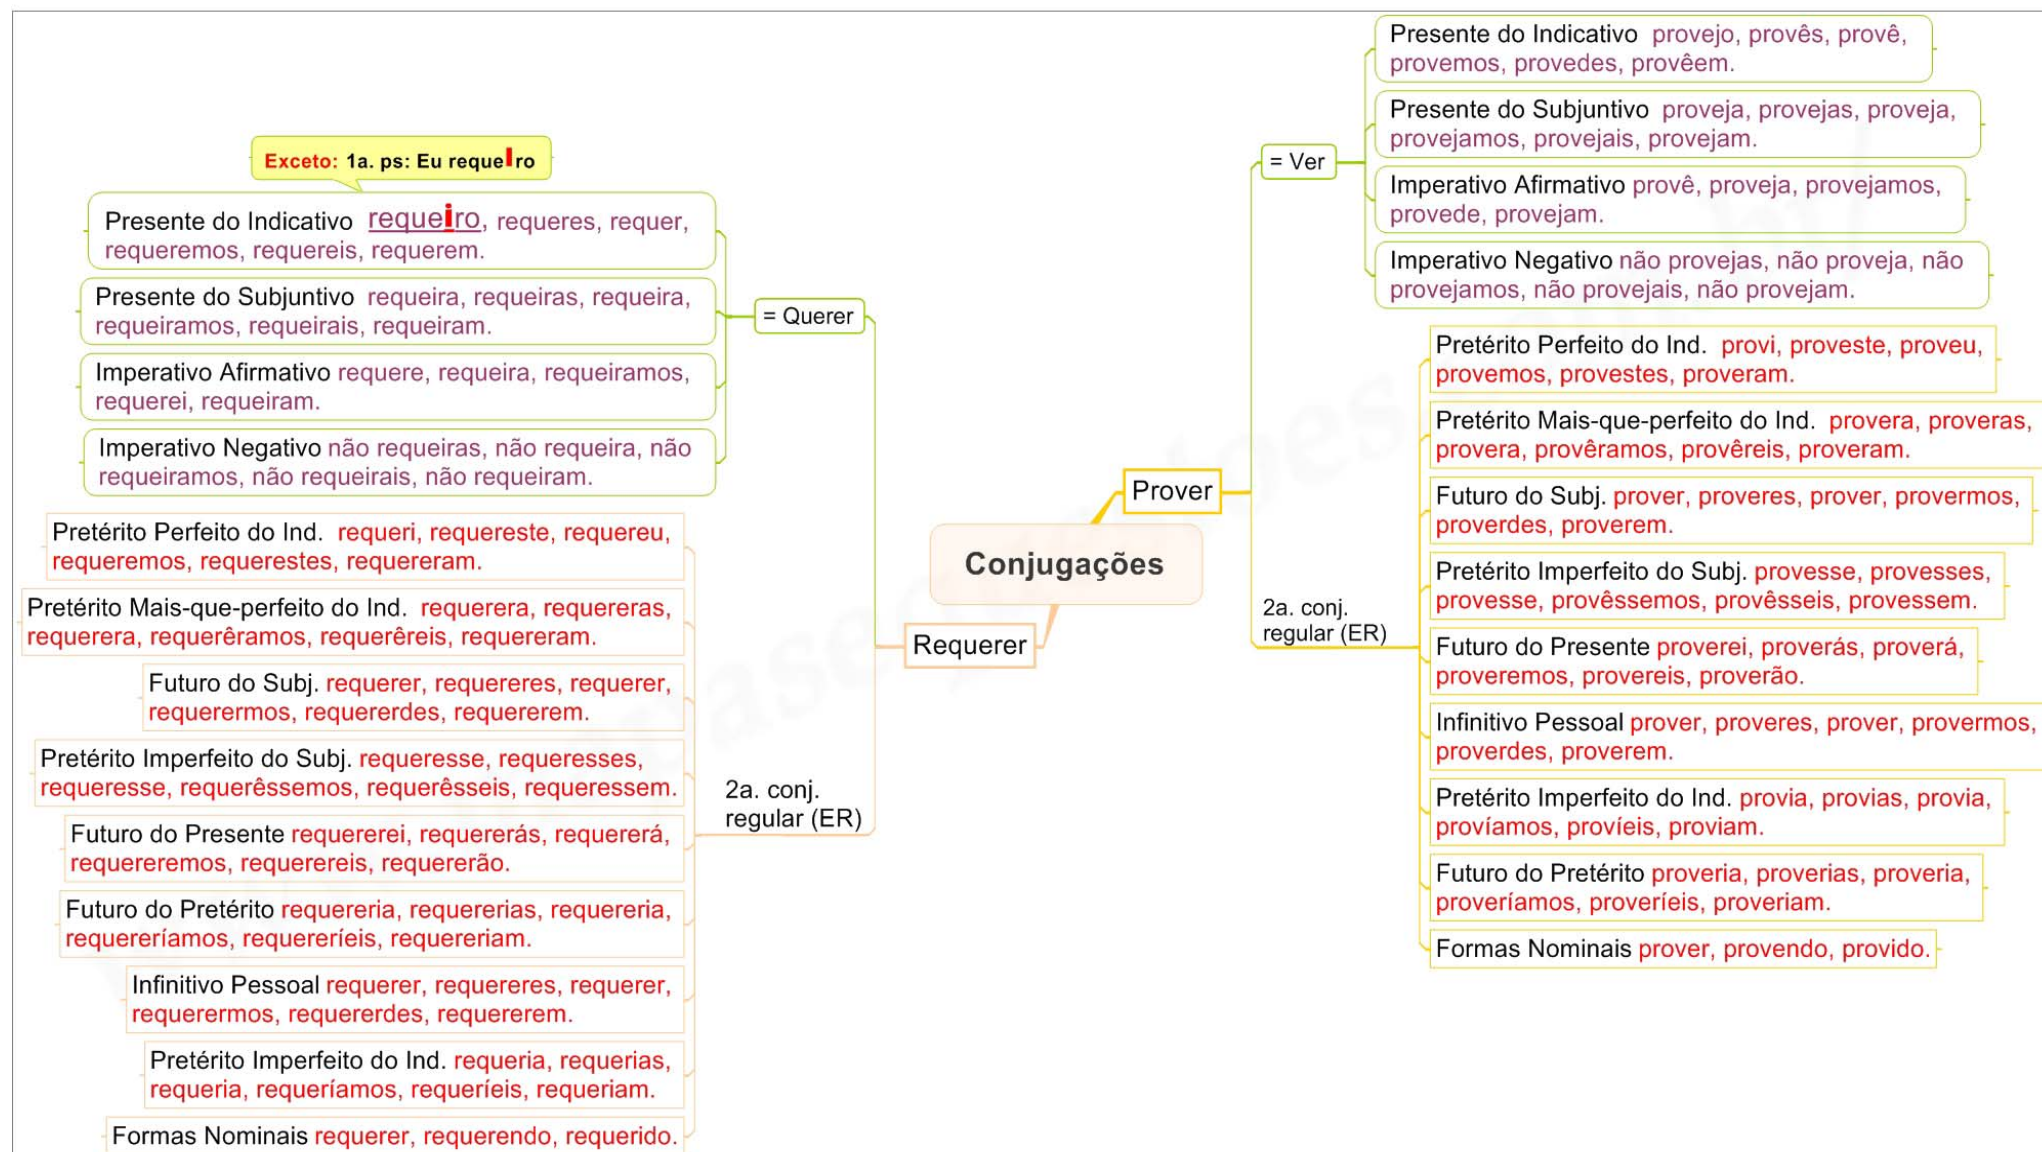 Conjugações
Prover
= Ver
Presente do Indicativo provejo, provês, provê,
provemos, provedes, provêem.
Presente do Subjuntivo proveja, provejas, proveja,
provejamos, provejais, provejam.
Imperativo Afirmativo provê, proveja, provejamos,
provede, provejam.
Imperativo Negativo não provejas, não proveja, não
provejamos, não provejais, não provejam.
2a. conj.
regular (ER)
Pretérito Perfeito do Ind. provi, proveste, proveu,
provemos, provestes, proveram.
Pretérito Mais-que-perfeito do Ind. provera, proveras,
provera, provêramos, provêreis, proveram.
Futuro do Subj. prover, proveres, prover, provermos,
proverdes, proverem.
Pretérito Imperfeito do Subj. provesse, provesses,
provesse, provêssemos, provêsseis, provessem.
Futuro do Presente proverei, proverás, proverá,
proveremos, provereis, proverão.
Infinitivo Pessoal prover, proveres, prover, provermos,
proverdes, proverem.
Pretérito Imperfeito do Ind. provia, provias, provia,
províamos, províeis, proviam.
Futuro do Pretérito proveria, proverias, proveria,
proveríamos, proveríeis, proveriam.
Formas Nominais prover, provendo, provido.
Requerer
= Querer
Exceto: 1a. ps: Eu requeIro
Presente do Indicativo requeiro, requeres, requer,
requeremos, requereis, requerem.
Presente do Subjuntivo requeira, requeiras, requeira,
requeiramos, requeirais, requeiram.
Imperativo Afirmativo requere, requeira, requeiramos,
requerei, requeiram.
Imperativo Negativo não requeiras, não requeira, não
requeiramos, não requeirais, não requeiram.
2a. conj.
regular (ER)
Pretérito Perfeito do Ind. requeri, requereste, requereu,
requeremos, requerestes, requereram.
Pretérito Mais-que-perfeito do Ind. requerera, requereras,
requerera, requerêramos, requerêreis, requereram.
Futuro do Subj. requerer, requereres, requerer,
requerermos, requererdes, requererem.
Pretérito Imperfeito do Subj. requeresse, requeresses,
requeresse, requerêssemos, requerêsseis, requeressem.
Futuro do Presente requererei, requererás, requererá,
requereremos, requerereis, requererão.
Futuro do Pretérito requereria, requererias, requereria,
requereríamos, requereríeis, requereriam.
Infinitivo Pessoal requerer, requereres, requerer,
requerermos, requererdes, requererem.
Pretérito Imperfeito do Ind. requeria, requerias,
requeria, requeríamos, requeríeis, requeriam.
Formas Nominais requerer, requerendo, requerido.